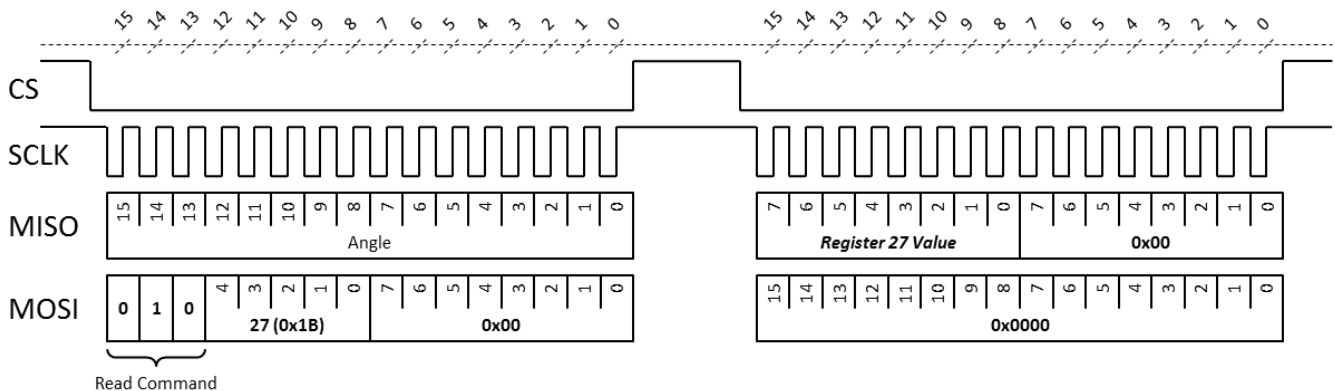 15 14 13 12 11 10 9 8 7 6 5 4 3 2 1 0 15 14 13 12 11 10 9 8 7 6 5 4 3 2 1 0
CS
SCLK
MISO 15 14 13 12 11 10 9 8 7 6 5 4 3 2 1 0 7 6 5 4 3 2 1 0 7 6 5 4 3 2 1 0
Angle Register 27 Value 0x00
MOSI 0 1 0 4 3 2 1 0 7 6 5 4 3 2 1 0 15 14 13 12 11 10 9 8 7 6 5 4 3 2 1 0
27 (0x1B) 0x00 0x0000
Read Command